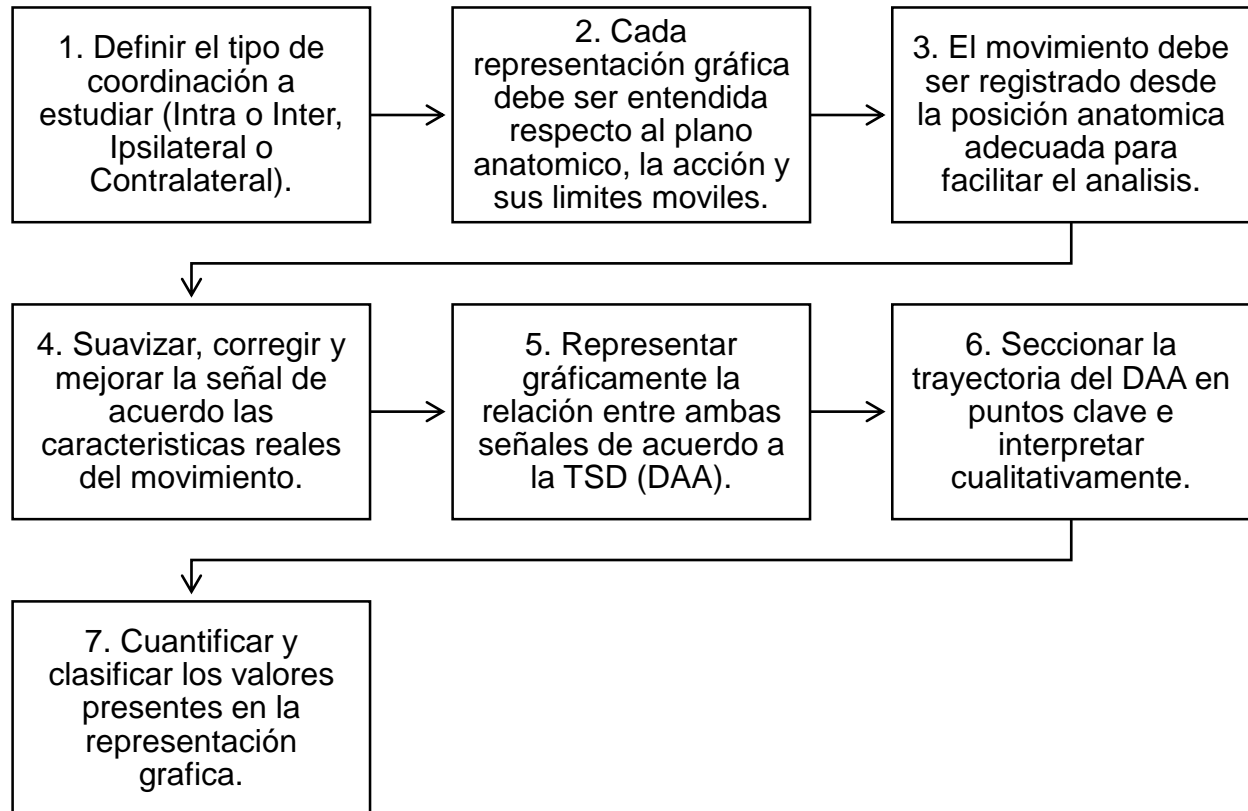 1. Definir el tipo de
coordinación a
estudiar (Intra o Inter,
Ipsilateral o
Contralateral).
2. Cada
representación gráfica
debe ser entendida
respecto al plano
anatomico, la acción y
sus limites moviles.
3. El movimiento debe
ser registrado desde
la posición anatomica
adecuada para
facilitar el analisis.
4. Suavizar, corregir y
mejorar la señal de
acuerdo las
caracteristicas reales
del movimiento.
5. Representar
gráficamente la
relación entre ambas
señales de acuerdo a
la TSD (DAA).
6. Seccionar la
trayectoria del DAA en
puntos clave e
interpretar
cualitativamente.
7. Cuantificar y
clasificar los valores
presentes en la
representación
grafica.